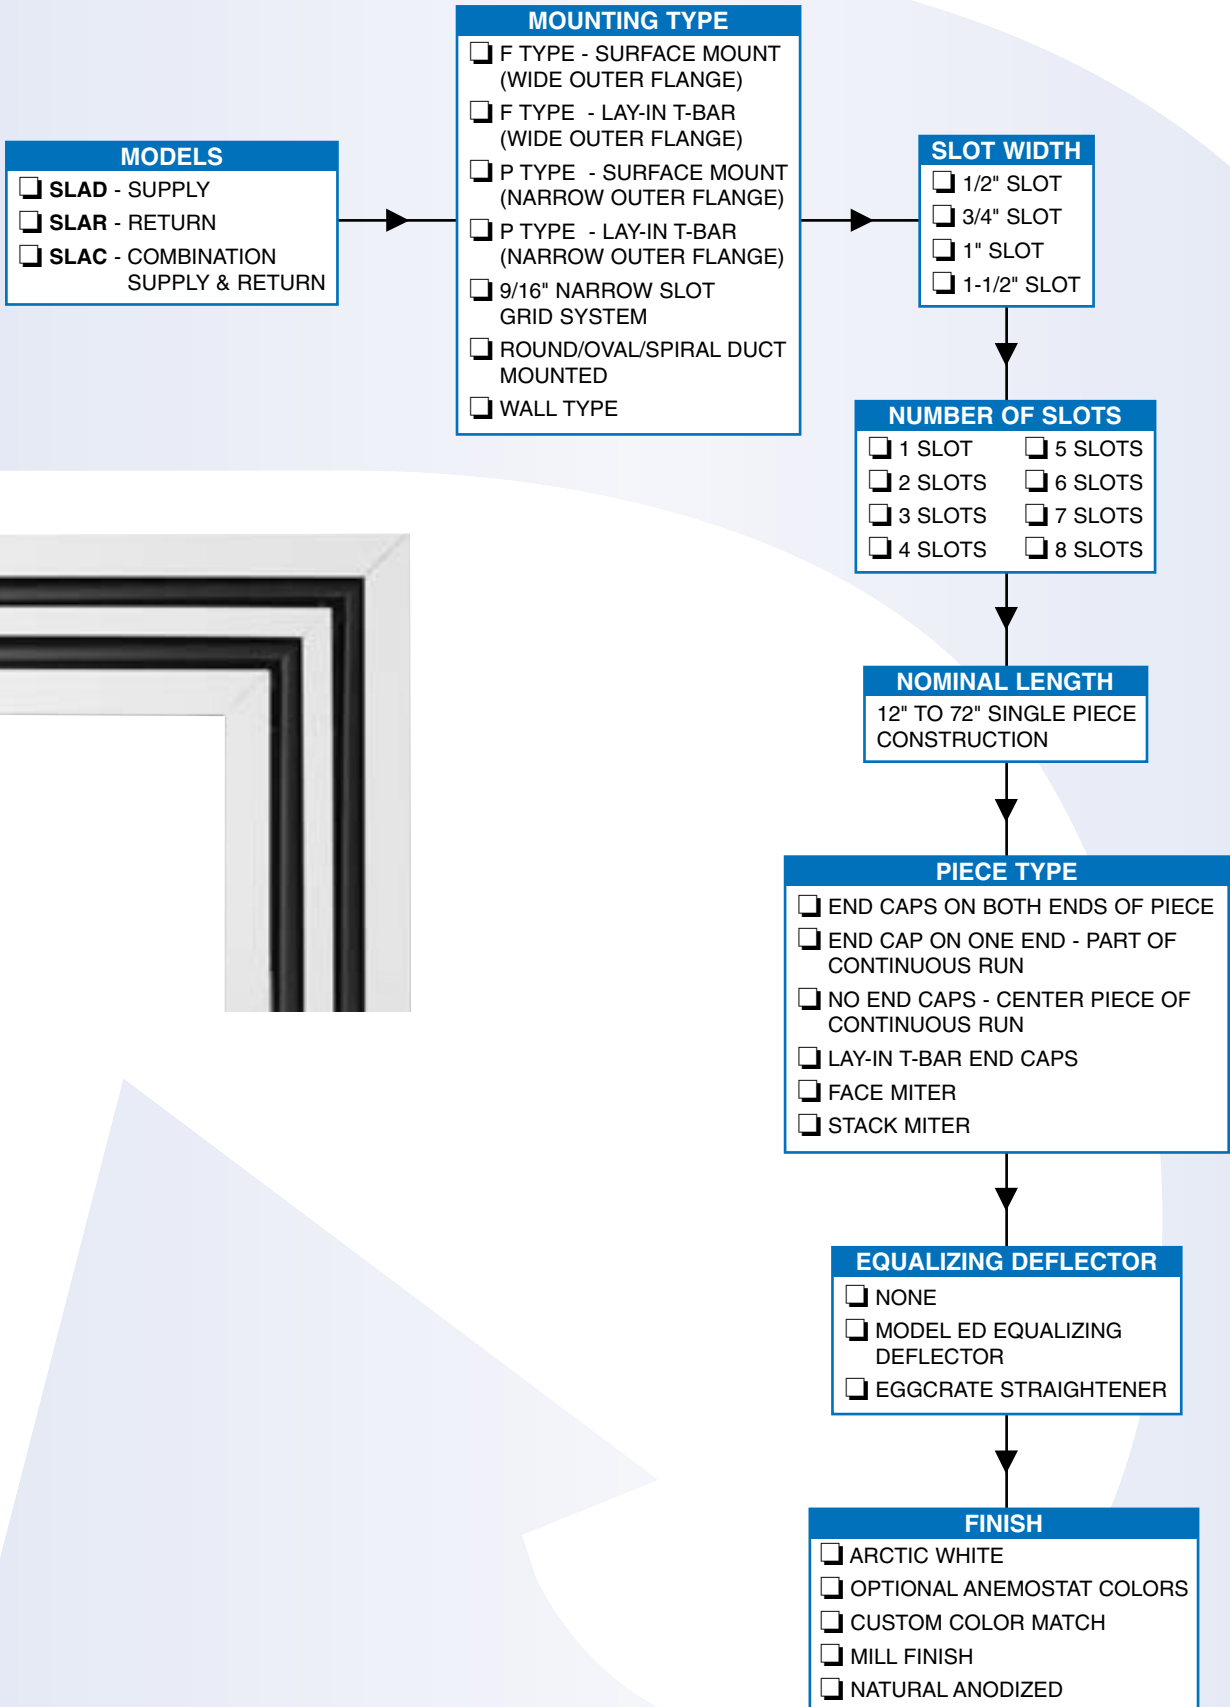 MODELS
SLAD - SUPPLY
SLAR - RETURN
SLAC - COMBINATION
SUPPLY & RETURN
MOUNTING TYPE
F TYPE - SURFACE MOUNT
(WIDE OUTER FLANGE)
F TYPE - LAY-IN T-BAR
(WIDE OUTER FLANGE)
P TYPE - SURFACE MOUNT
(NARROW OUTER FLANGE)
P TYPE - LAY-IN T-BAR
(NARROW OUTER FLANGE)
9/16" NARROW SLOT
GRID SYSTEM
ROUND/OVAL/SPIRAL DUCT
MOUNTED
WALL TYPE
SLOT WIDTH
1/2" SLOT
3/4" SLOT
1" SLOT
1-1/2" SLOT
NUMBER OF SLOTS
1 SLOT
2 SLOTS
3 SLOTS
4 SLOTS
5 SLOTS
6 SLOTS
7 SLOTS
8 SLOTS
NOMINAL LENGTH
12" TO 72" SINGLE PIECE
CONSTRUCTION
PIECE TYPE
END CAPS ON BOTH ENDS OF PIECE
END CAP ON ONE END - PART OF
CONTINUOUS RUN
NO END CAPS - CENTER PIECE OF
CONTINUOUS RUN
LAY-IN T-BAR END CAPS
FACE MITER
STACK MITER
EQUALIZING DEFLECTOR
NONE
MODEL ED EQUALIZING
DEFLECTOR
EGGCRATE STRAIGHTENER
FINISH
ARCTIC WHITE
OPTIONAL ANEMOSTAT COLORS
CUSTOM COLOR MATCH
MILL FINISH
NATURAL ANODIZED